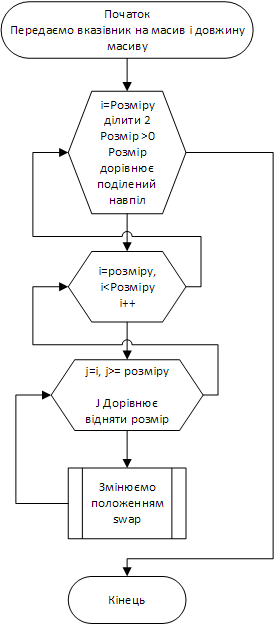 Початок
Передаємо вказівник на масив і довжину
масиву
i=Розміру
ділити 2
Розмір >0
Розмір
дорівнює
поділений
навпіл
i=розміру,
i<Розміру
i++
j=i, j>= розміру
J Дорівнює
відняти розмір
Змінюємо
положенням
swap
Кінець